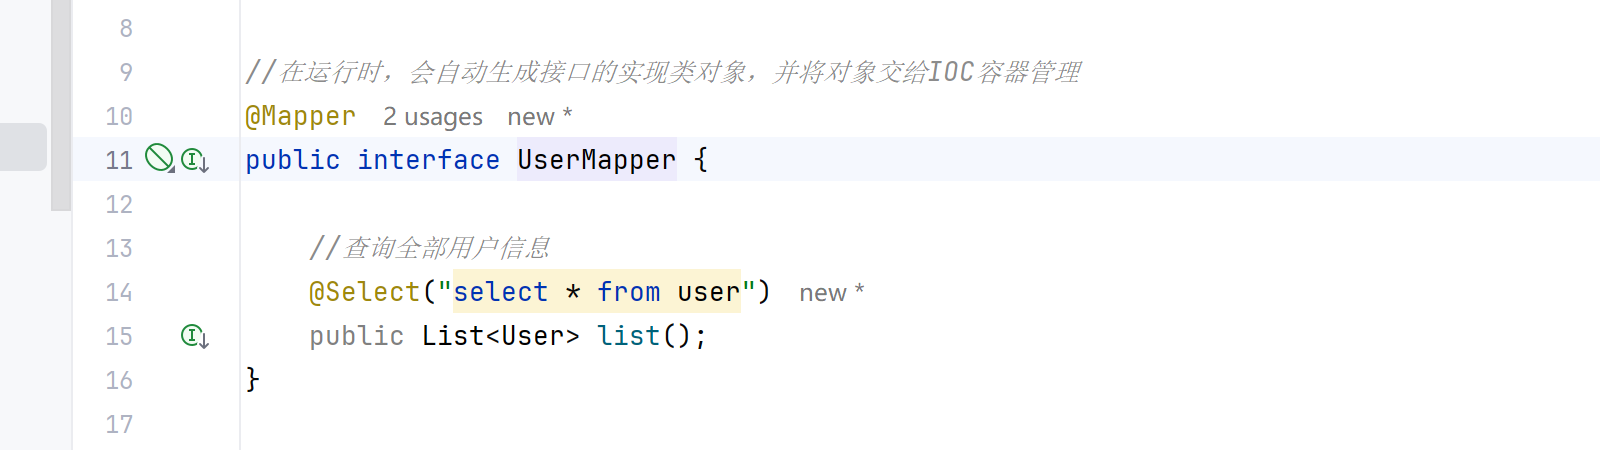 8
9 //在运行时，会自动生成接口的实现类对象，并将对象交给IOC容器管理
10 @Mapper 2 usages new *
11 public interface UserMapper {
12
13 //查询全部用户信息
14 @Select("select * from user") new *
15 public List<User> list();
16 }
17